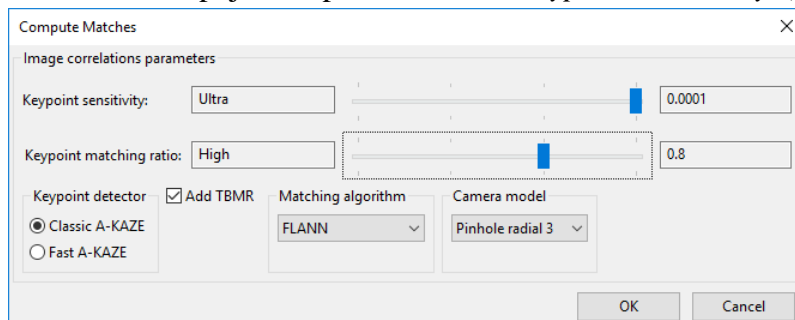 Compute Matches
Image correlations parameters
Keypoint sensitivity: Ultra 0.0001
Keypoint matching ratio: High 0.8
Keypoint detector Add TBMR Matching algorithm Camera model
Classic A-KAZE FLANN Pinhole radial 3
Fast A-KAZE
OK Cancel